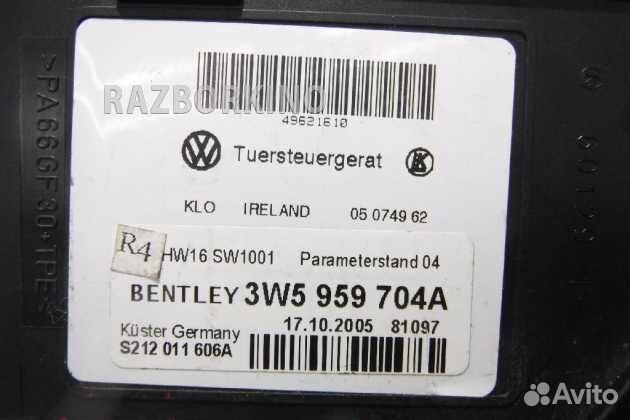 RAZBORKINO
49621610
Tuersteuergerat
KLO IRELAND 05 0749 62
R4
HW16 SW1001 Parameterstand 04
BENTLEY 3W5 959 704A
Küster Germany 17.10.2005 81097
S212 011 606A
>PA66GF30+1PE<
Avito